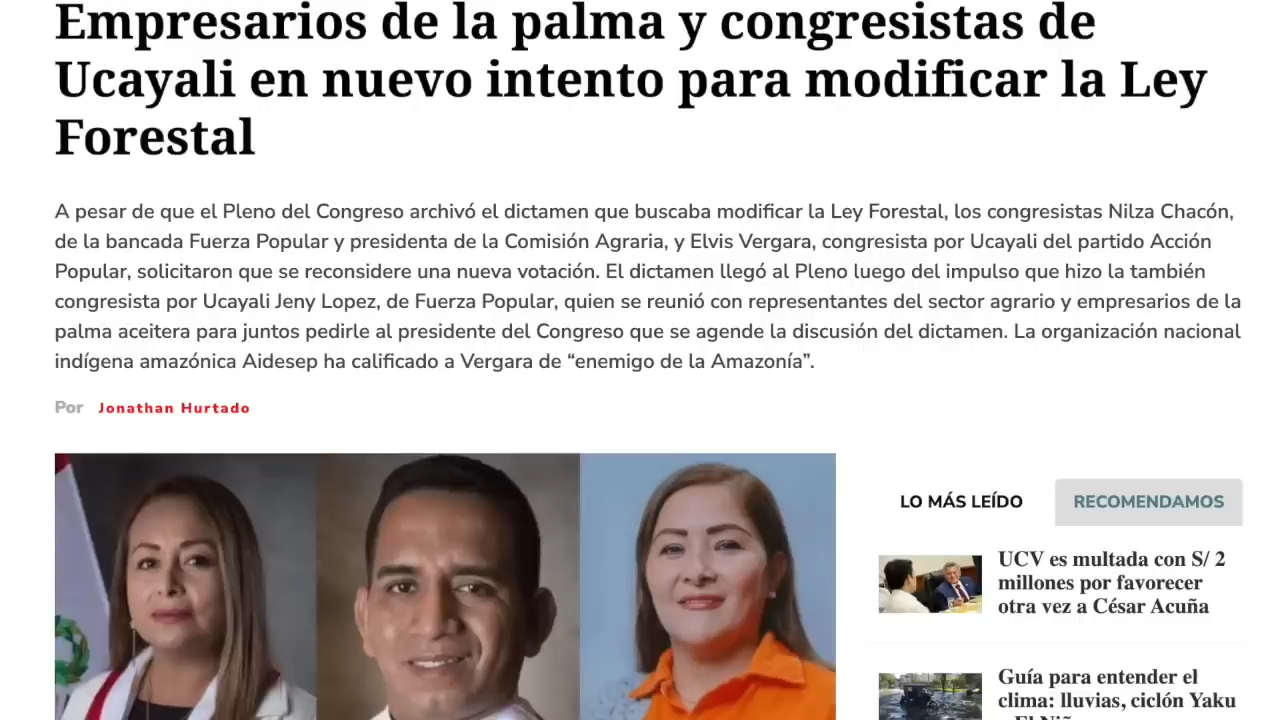 Empresarios de la palma y congresistas de
Ucayali en nuevo intento para modificar la Ley
Forestal
A pesar de que el Pleno del Congreso archivó el dictamen que buscaba modificar la Ley Forestal, los congresistas Nilza Chacón,
de la bancada Fuerza Popular y presidenta de la Comisión Agraria, y Elvis Vergara, congresista por Ucayali del partido Acción
Popular, solicitaron que se reconsidere una nueva votación. El dictamen llegó al Pleno luego del impulso que hizo la también
congresista por Ucayali Jeny Lopez, de Fuerza Popular, quien se reunió con representantes del sector agrario y empresarios de la
palma aceitera para juntos pedirle al presidente del Congreso que se agende la discusión del dictamen. La organización nacional
indígena amazónica Aidesep ha calificado a Vergara de “enemigo de la Amazonía”.
Por Jonathan Hurtado
LO MÁS LEÍDO RECOMENDAMOS
UCV es multada con S/ 2
millones por favorecer
otra vez a César Acuña
Guía para entender el
clima: lluvias, ciclón Yaku